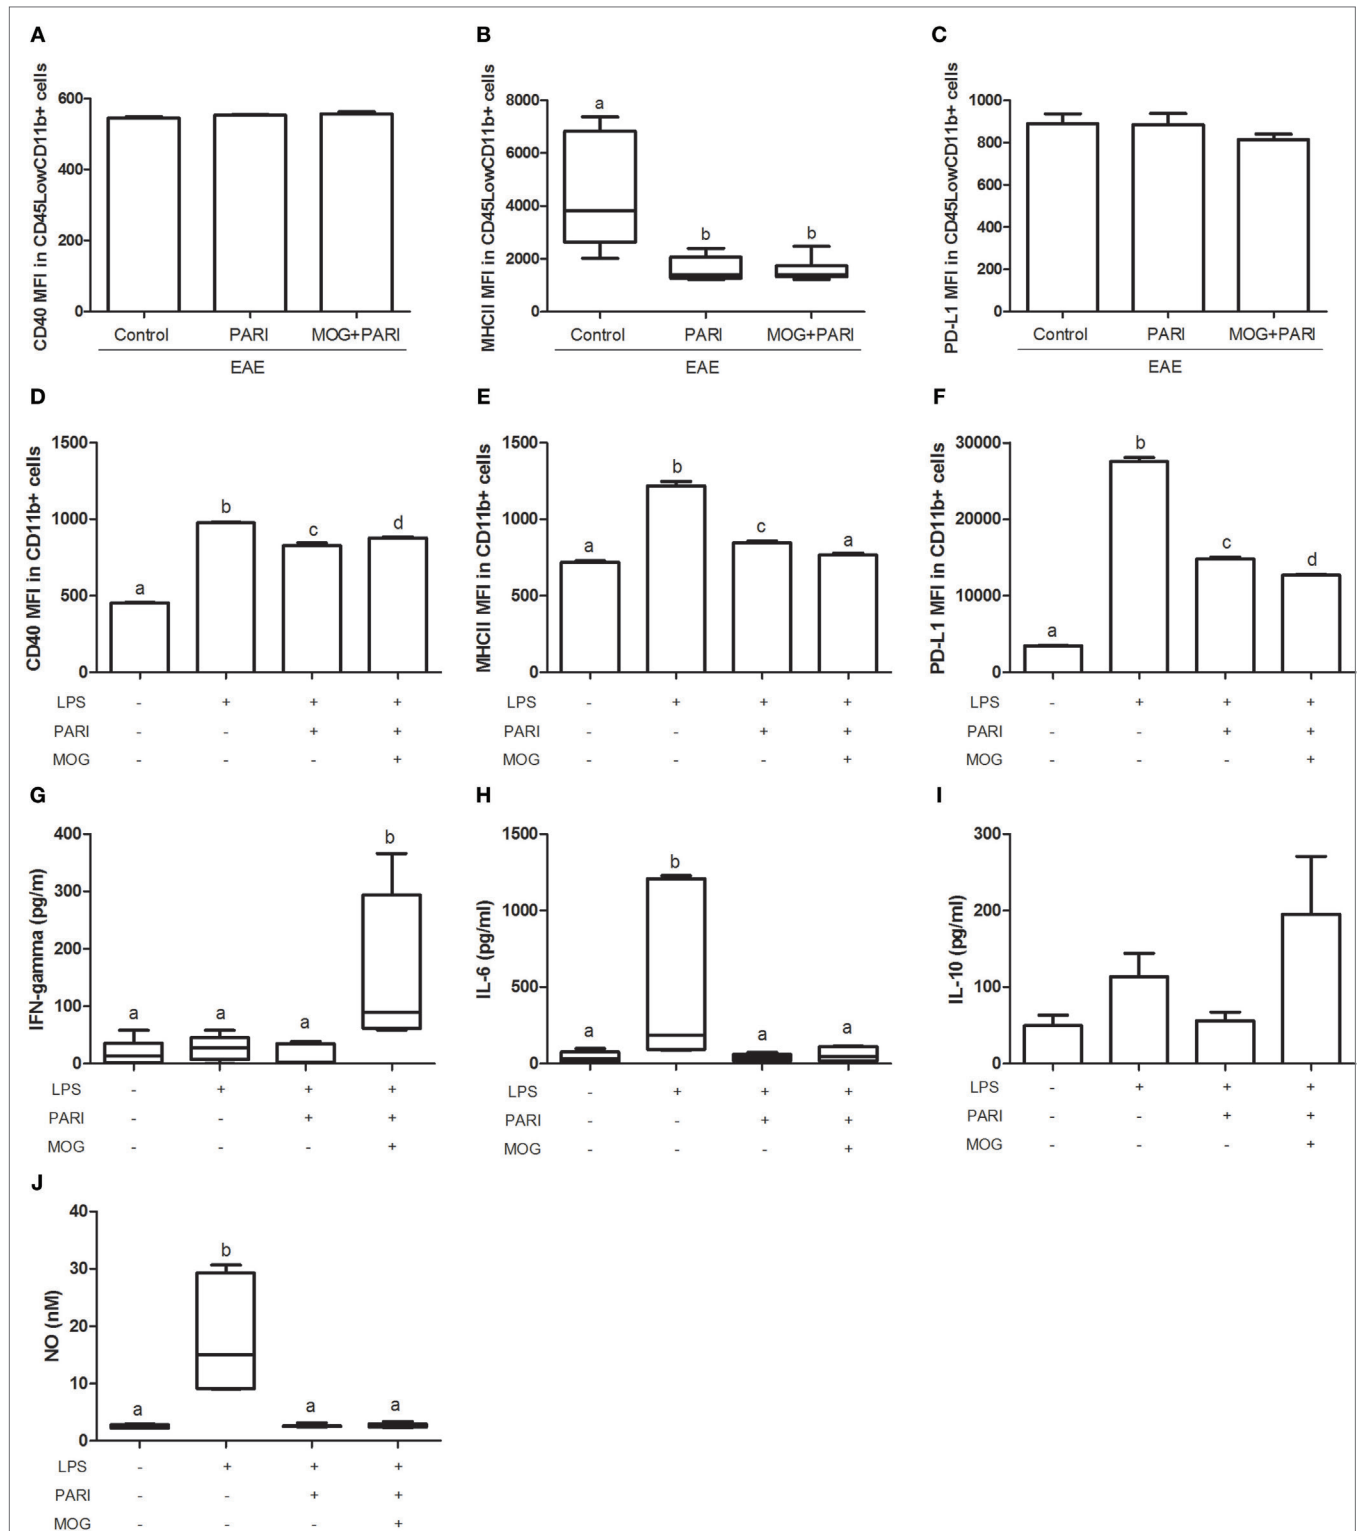 A
CD40 MFI in CD45LowCD11b+ cells
600
400
200
0
Control PARI MOG+PARI
EAE
B
MHCII MFI in CD45LowCD11b+ cells
8000
6000
4000
2000
0
a
b
b
Control PARI MOG+PARI
EAE
C
PD-L1 MFI in CD45LowCD11b+ cells
1000
800
600
400
200
0
Control PARI MOG+PARI
EAE
D
CD40 MFI in CD11b+ cells
1500
1000
500
0
a
b
c
d
LPS - + + +
PARI - - + +
MOG - - - +
E
MHCII MFI in CD11b+ cells
1500
1000
500
0
a
b
c
a
LPS - + + +
PARI - - + +
MOG - - - +
F
PD-L1 MFI in CD11b+ cells
30000
20000
10000
0
a
b
c
d
LPS - + + +
PARI - - + +
MOG - - - +
G
IFN-gamma (pg/m)
400
300
200
100
0
a
a
a
b
LPS - + + +
PARI - - + +
MOG - - - +
H
IL-6 (pg/ml)
1500
1000
500
0
a
b
a
a
LPS - + + +
PARI - - + +
MOG - - - +
I
IL-10 (pg/ml)
300
200
100
0
LPS - + + +
PARI - - + +
MOG - - - +
J
NO (nM)
40
30
20
10
0
a
b
a
a
LPS - + + +
PARI - - + +
MOG - - - +